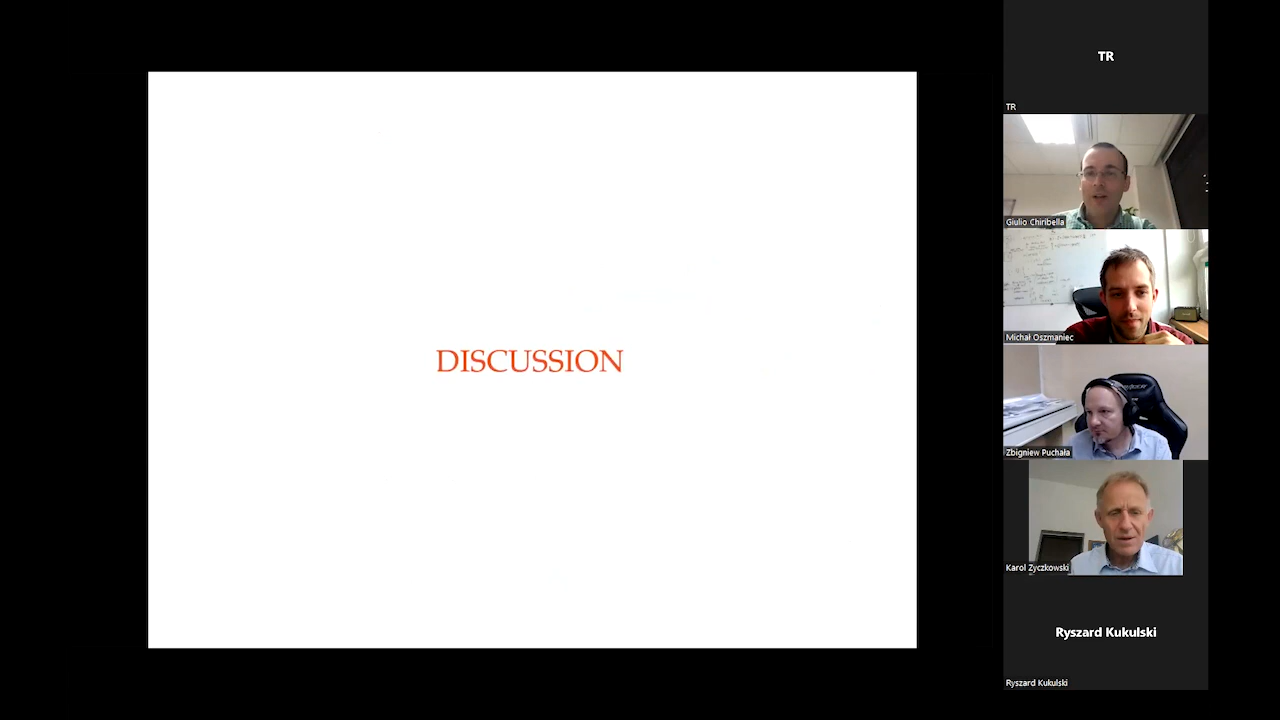 DISCUSSION
TR
TR
Giulio Chiribella
Michał Oszmaniec
Zbigniew Puchała
Karol Zyczkowski
Ryszard Kukulski
Ryszard Kukulski